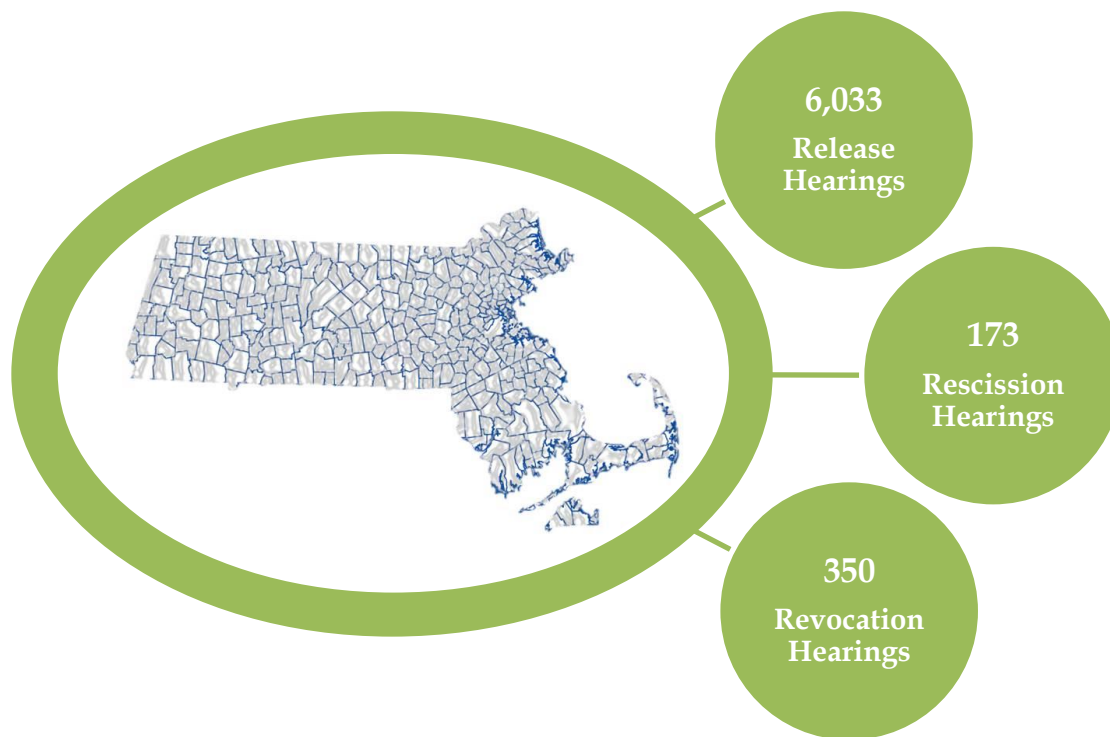 6,033
Release
Hearings
173
Rescission
Hearings
350
Revocation
Hearings